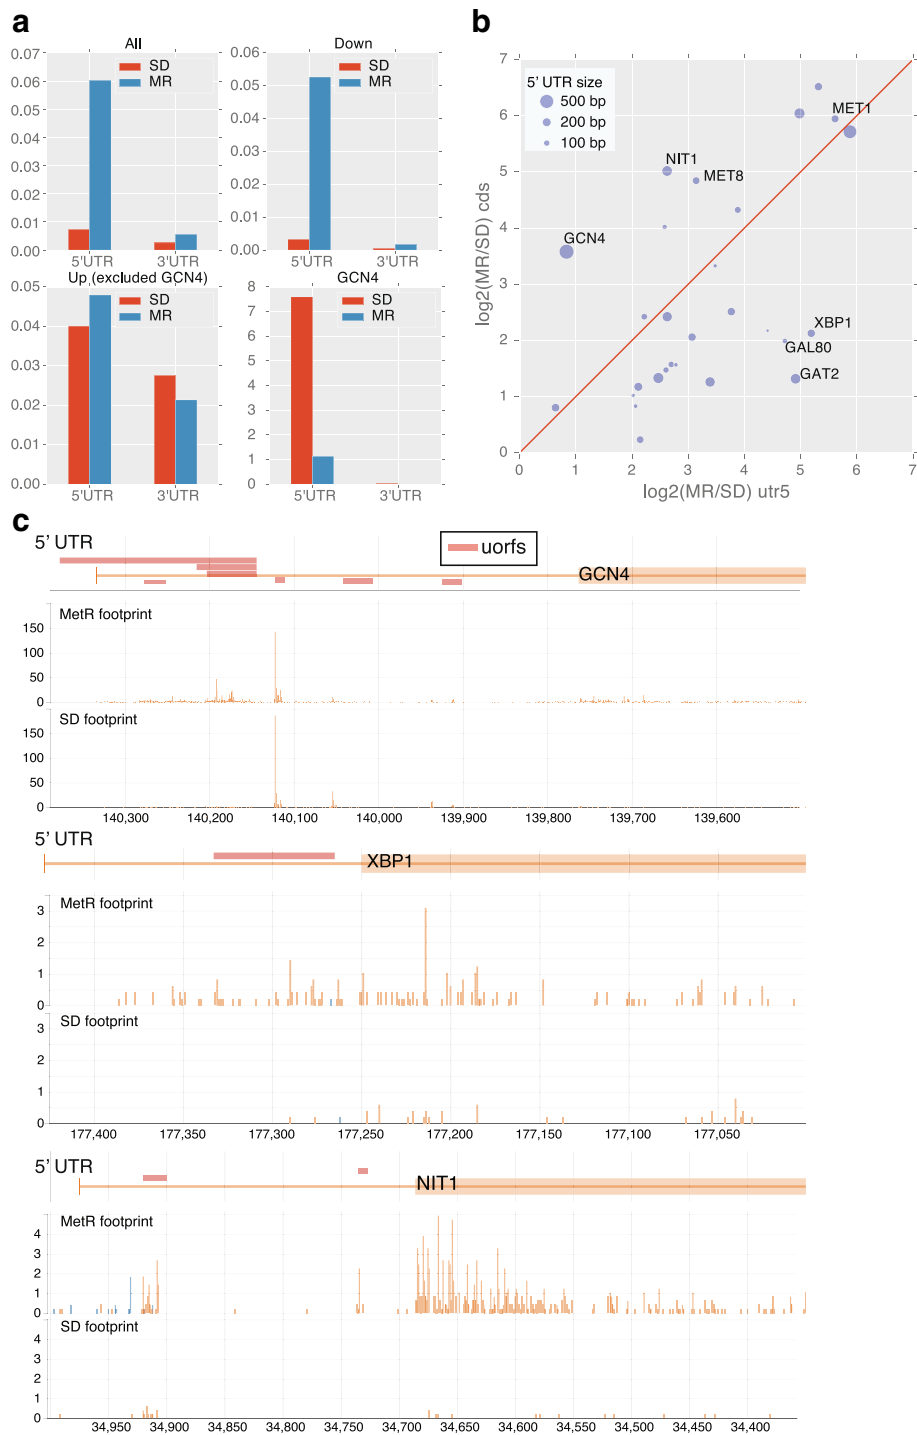 a
All
0.07
0.06
0.05
0.04
0.03
0.02
0.01
0.00
SD
MR
5'UTR
3'UTR
Down
0.06
0.05
0.04
0.03
0.02
0.01
0.00
SD
MR
5'UTR
3'UTR
Up (excluded GCN4)
0.05
0.04
0.03
0.02
0.01
0.00
SD
MR
5'UTR
3'UTR
GCN4
8
7
6
5
4
3
2
1
0
SD
MR
5'UTR
3'UTR
b
log2(MR/SD) cds
7
6
5
4
3
2
1
0
5' UTR size
500 bp
200 bp
100 bp
MET1
NIT1
MET8
GCN4
XBP1
GAL80
GAT2
0 1 2 3 4 5 6 7
log2(MR/SD) utr5
c
5' UTR
uorfs
GCN4
MetR footprint
150
100
50
0
SD footprint
150
100
50
0
140,300 140,200 140,100 140,000 139,900 139,800 139,700 139,600
5' UTR
XBP1
MetR footprint
3
2
1
0
SD footprint
3
2
1
0
177,400 177,350 177,300 177,250 177,200 177,150 177,100 177,050
5' UTR
NIT1
MetR footprint
4
3
2
1
0
SD footprint
4
3
2
1
0
34,950 34,900 34,850 34,800 34,750 34,700 34,650 34,600 34,550 34,500 34,450 34,400